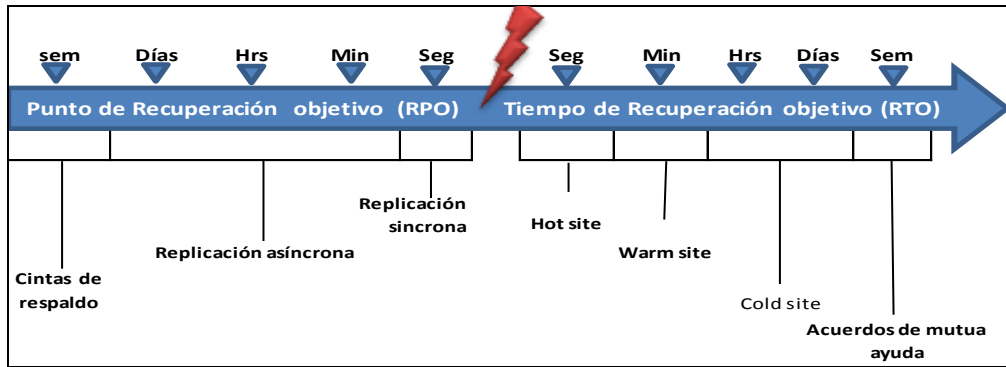 sem Días Hrs Min Seg Seg Min Hrs Días Sem
Punto de Recuperación objetivo (RPO) Tiempo de Recuperación objetivo (RTO)
Replicación
sincrona
Hot site
Replicación asíncrona
Warm site
Cintas de
respaldo
Cold site
Acuerdos de mutua
ayuda